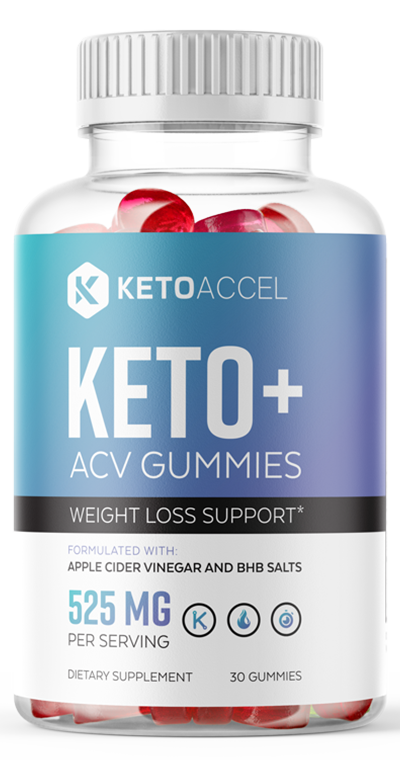 KETOACCEL
KETO+
ACV GUMMIES
WEIGHT LOSS SUPPORT*
FORMULATED WITH:
APPLE CIDER VINEGAR AND BHB SALTS
525 MG
PER SERVING
DIETARY SUPPLEMENT 30 GUMMIES